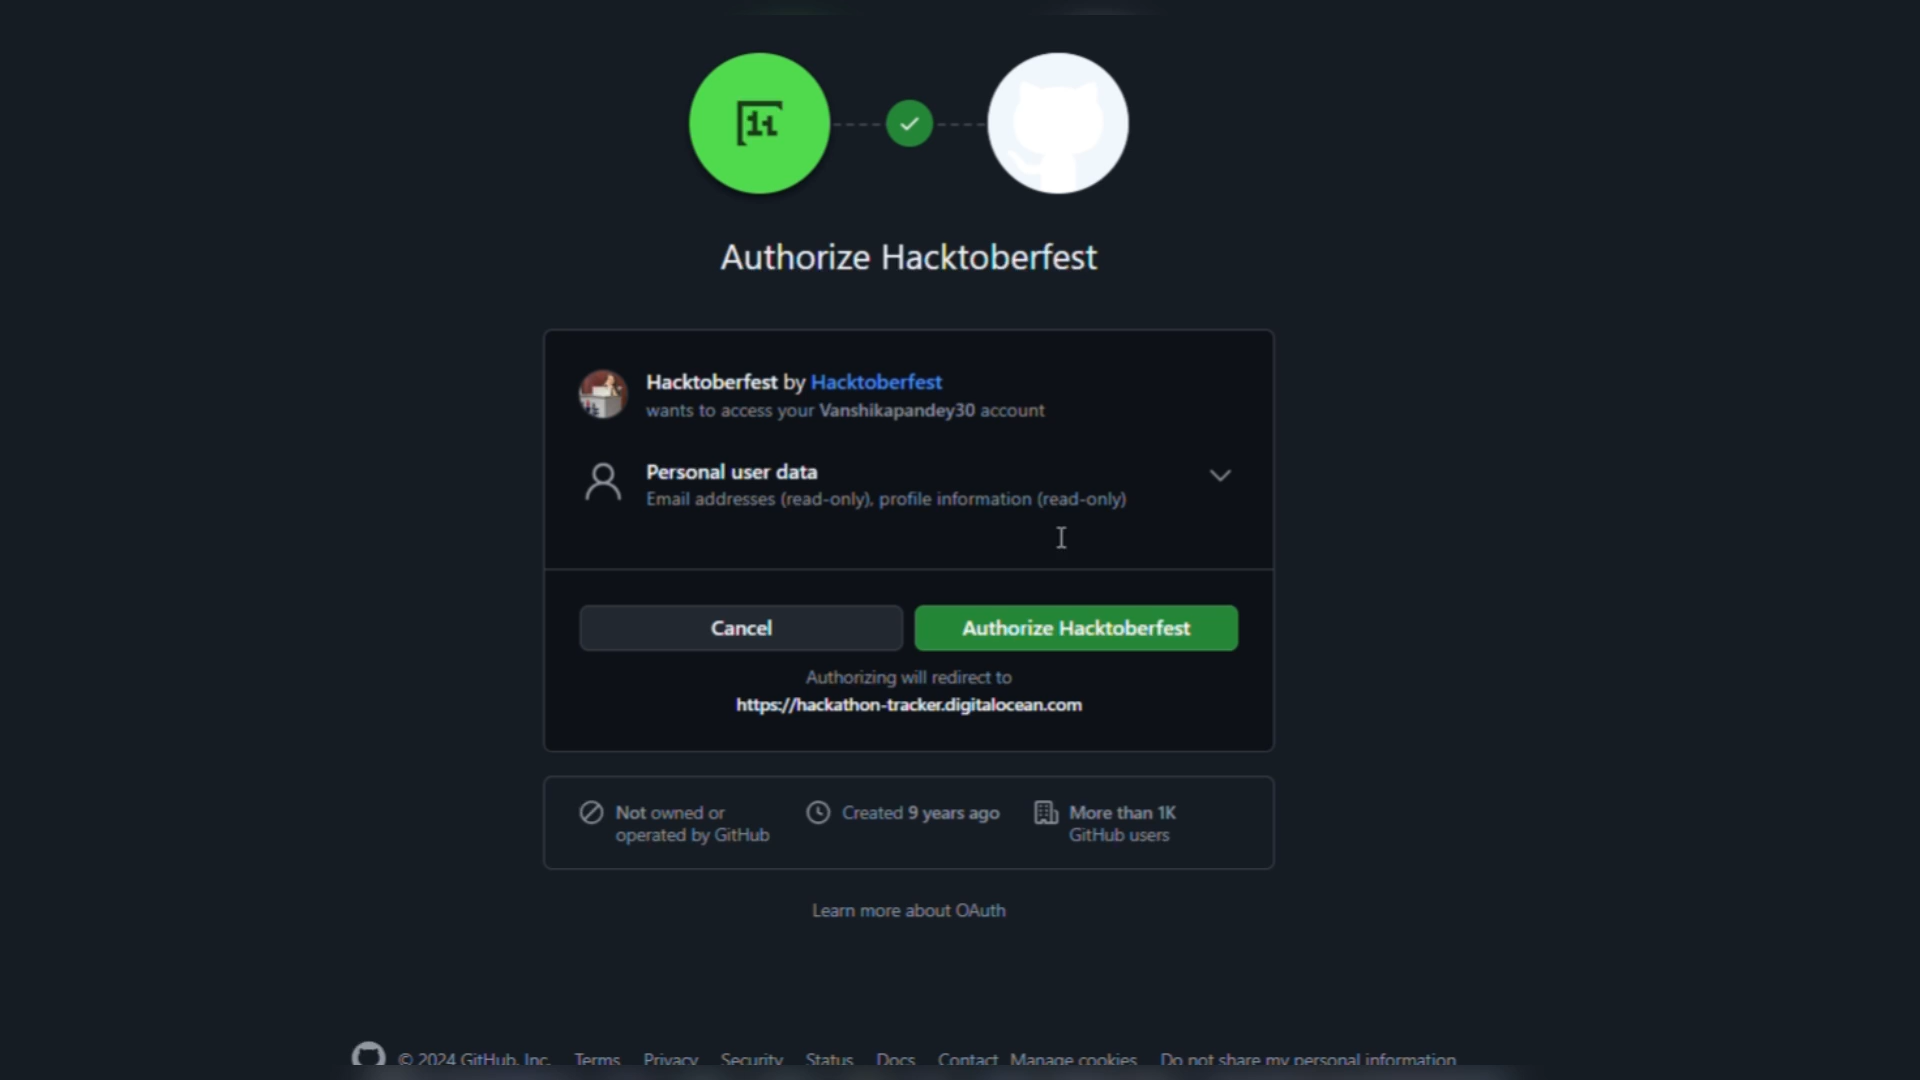 11
Authorize Hacktoberfest
Hacktoberfest by Hacktoberfest
wants to access your Vanshikapandey30 account
Personal user data
Email addresses (read-only), profile information (read-only)
Cancel
Authorize Hacktoberfest
Authorizing will redirect to
https://hackathon-tracker.digitalocean.com
Not owned or
operated by GitHub
Created 9 years ago
More than 1K
GitHub users
Learn more about OAuth
© 2024 GitHub, Inc. Terms Privacy Security Status Docs Contact Manage cookies Do not share my personal information